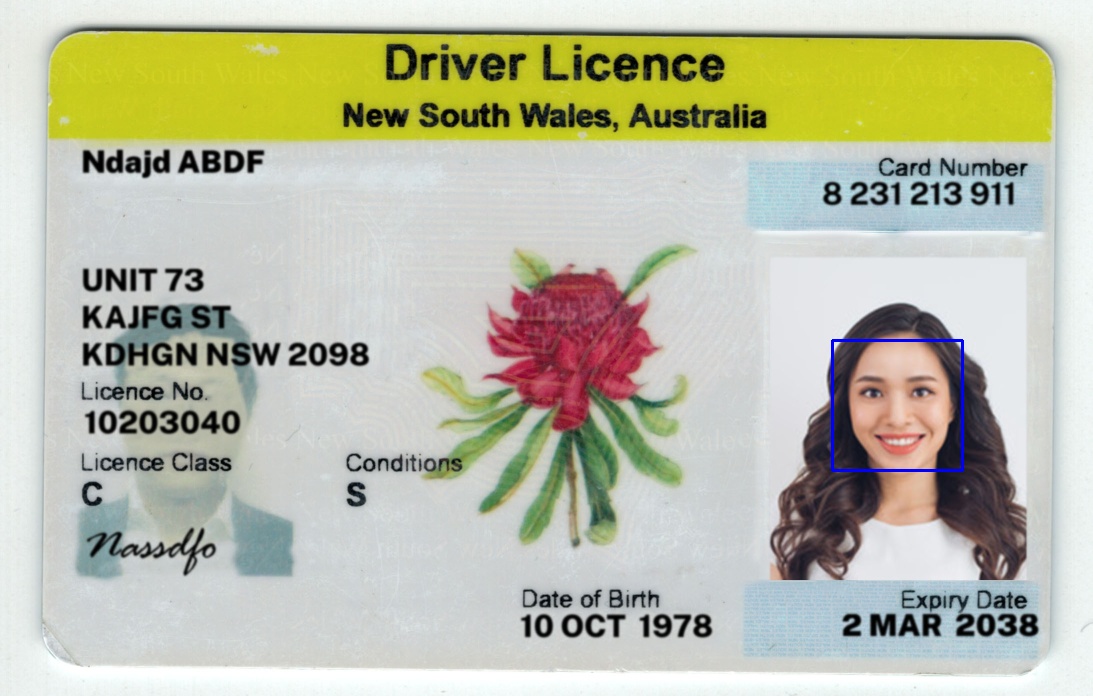 Driver Licence
New South Wales, Australia
Ndajd ABDF
Card Number
8 231 213 911
UNIT 73
KAJFG ST
KDHGN NSW 2098
Licence No.
10203040
Licence Class
Conditions
C
S
Nassdfo
Date of Birth
10 OCT 1978
Expiry Date
2 MAR 2038